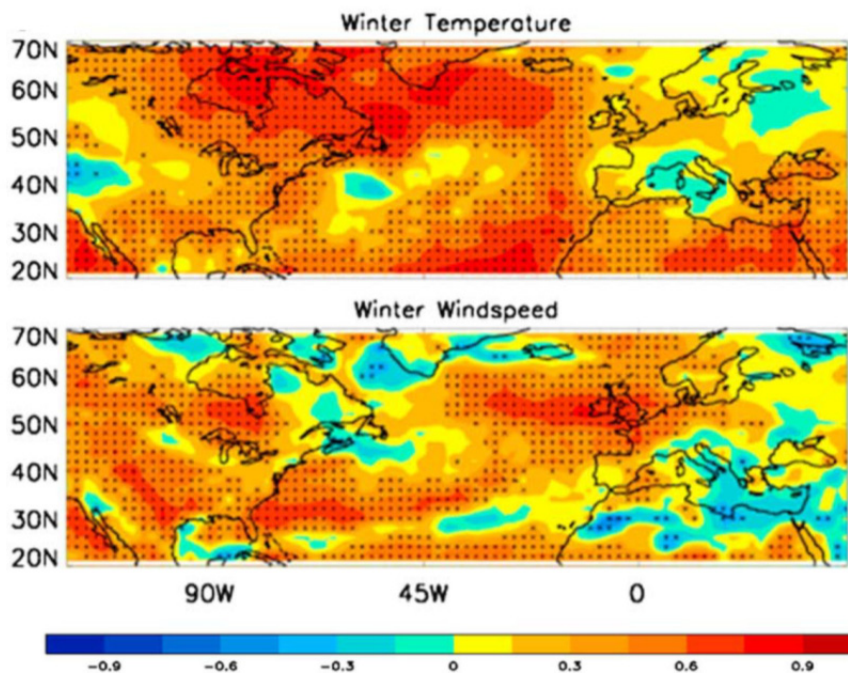 Winter Temperature
70N
60N
50N
40N
30N
20N
Winter Windspeed
70N
60N
50N
40N
30N
20N
90W 45W 0
-0.9 -0.6 -0.3 0 0.3 0.6 0.9